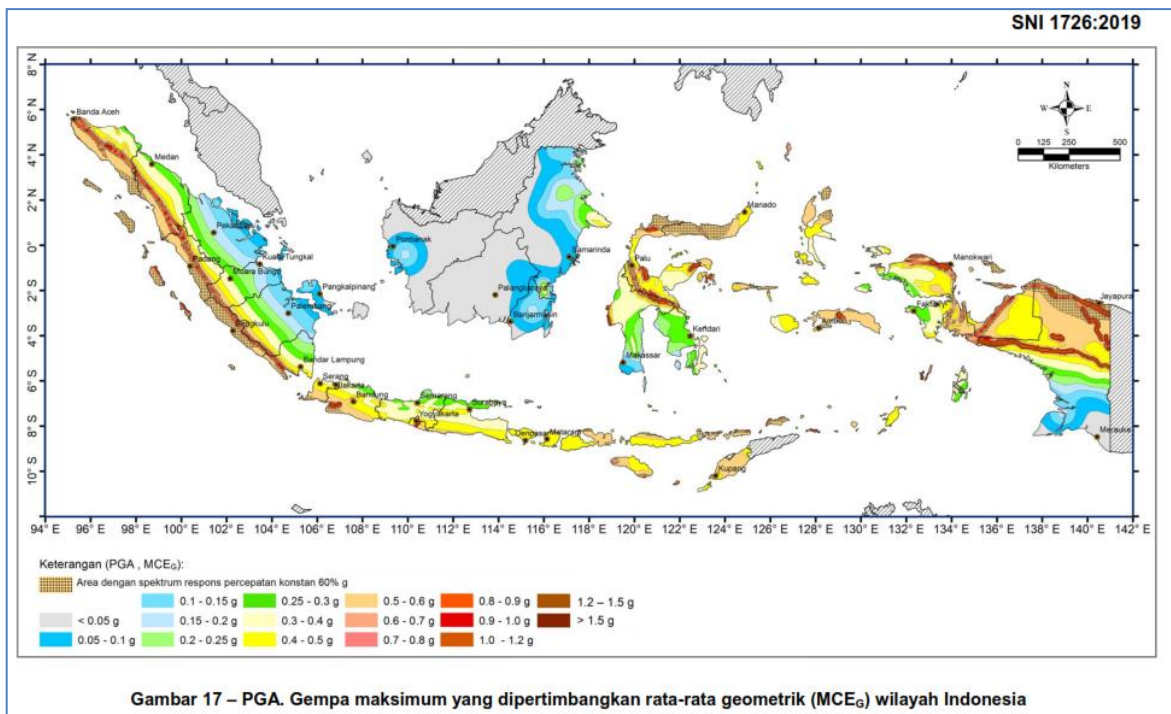 SNI 1726:2019
8° N
6° N
4° N
2° N
0°
2° S
4° S
6° S
8° S
10° S
N
W E
S
0 125 250 500
Kilometers
Banda Aceh
Medan
Pekanbaru
Padang
Kuala Tungkal
Muara Bungo
Pangkalpinang
Palembang
Bengkulu
Bandar Lampung
Serang
Jakarta
Bandung
Semarang
Yogyakarta
Surabaya
Denpasar
Mataram
Kupang
Pontianak
Palangkaraya
Banjarmasin
Samarinda
Manado
Palu
Kendari
Makassar
Ambon
Fakfak
Manokwari
Jayapura
Merauke
94° E 96° E 98° E 100° E 102° E 104° E 106° E 108° E 110° E 112° E 114° E 116° E 118° E 120° E 122° E 124° E 126° E 128° E 130° E 132° E 134° E 136° E 138° E 140° E 142° E
Keterangan (PGA , MCEG):
Area dengan spektrum respons percepatan konstan 60% g
0.1 - 0.15 g 0.25 - 0.3 g 0.5 - 0.6 g 0.8 - 0.9 g 1.2 – 1.5 g
< 0.05 g 0.15 - 0.2 g 0.3 - 0.4 g 0.6 - 0.7 g 0.9 - 1.0 g > 1.5 g
0.05 - 0.1 g 0.2 - 0.25 g 0.4 - 0.5 g 0.7 - 0.8 g 1.0 - 1.2 g
Gambar 17 – PGA. Gempa maksimum yang dipertimbangkan rata-rata geometrik (MCEG) wilayah Indonesia